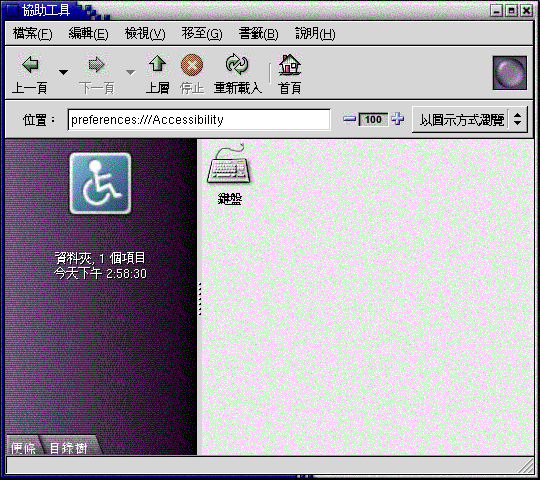 協助工具
檔案(F) 編輯(E) 檢視(V) 移至(G) 書籤(B) 說明(H)
上一頁 下一頁 上層 停止 重新載入 首頁
位置： preferences:///Accessibility 100 以圖示方式瀏覽
鍵盤
資料夾, 1 個項目
今天下午 2:58:30
便條 目錄樹